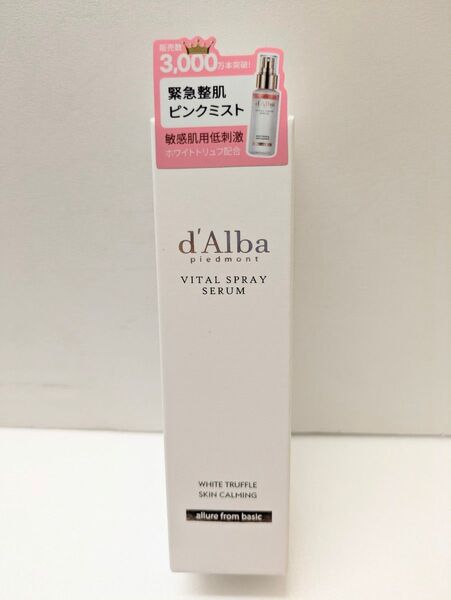 販売数
3,000万本突破!
緊急整肌
ピンクミスト
敏感肌用低刺激
ホワイトトリュフ配合
d'Alba
d'Alba
piedmont
VITAL SPRAY
SERUM
WHITE TRUFFLE
SKIN CALMING
allure from basic